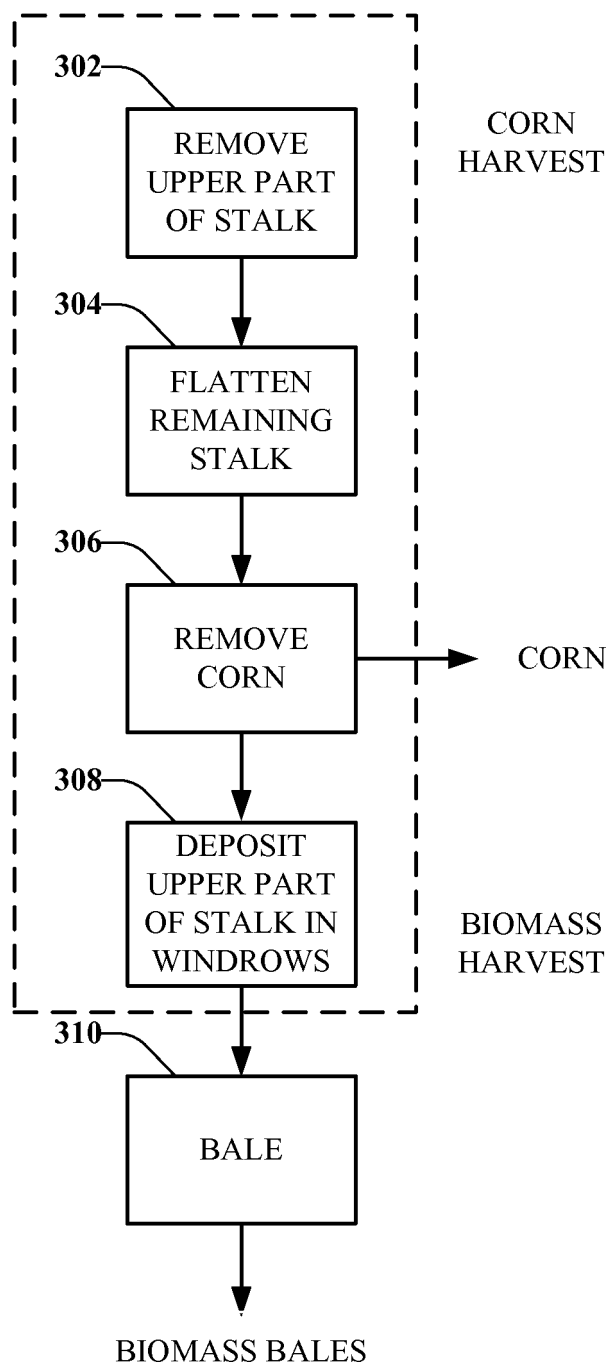 302
REMOVE
UPPER PART
OF STALK
CORN
HARVEST
304
FLATTEN
REMAINING
STALK
306
REMOVE
CORN
CORN
308
DEPOSIT
UPPER PART
OF STALK IN
WINDROWS
BIOMASS
HARVEST
310
BALE
BIOMASS BALES